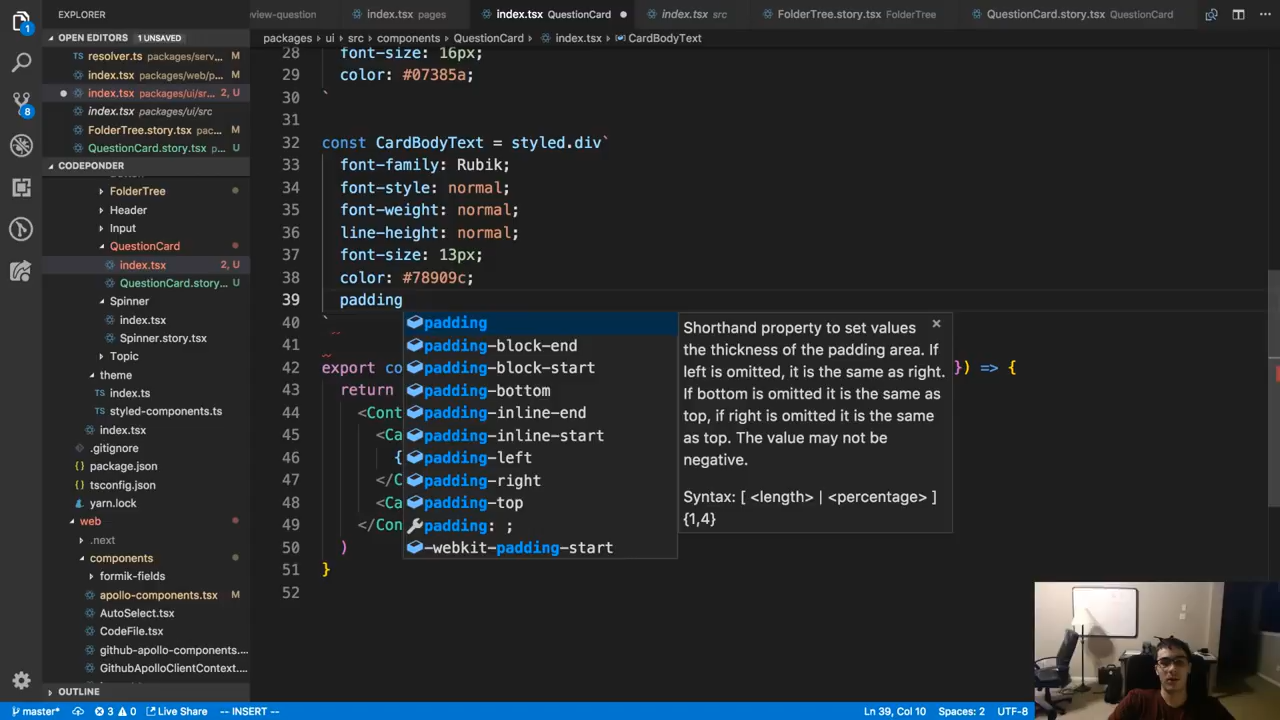 EXPLORER
OPEN EDITORS 1 UNSAVED
resolver.ts packages/serv... M
index.tsx packages/web/p... M
index.tsx packages/ui/sr... 2, U
index.tsx packages/ui/src
FolderTree.story.tsx pac... M
QuestionCard.story.tsx p... U
CODEPONDER
FolderTree
Header
Input
QuestionCard
index.tsx 2, U
QuestionCard.story.... U
Spinner
index.tsx
Spinner.story.tsx
Topic
theme
index.ts
styled-components.ts
index.tsx
.gitignore
package.json
tsconfig.json
yarn.lock
web
.next
components
formik-fields
apollo-components.tsx M
AutoSelect.tsx
CodeFile.tsx
github-apollo-components....
GithubApolloClientContext....
OUTLINE
1
8
view-question
index.tsx pages
index.tsx QuestionCard
index.tsx src
FolderTree.story.tsx FolderTree
QuestionCard.story.tsx QuestionCard
packages ui src components QuestionCard index.tsx CardBodyText
28 font-size: 16px;
29 color: #07385a;
30 `
31
32 const CardBodyText = styled.div`
33 font-family: Rubik;
34 font-style: normal;
35 font-weight: normal;
36 line-height: normal;
37 font-size: 13px;
38 color: #78909c;
39 padding
40 `
41
42 export co }) => {
43 return
44 <Cont
45 <Ca
46 {
47 </C
48 <Ca
49 </Con
50 )
51 }
52
padding
padding-block-end
padding-block-start
padding-bottom
padding-inline-end
padding-inline-start
padding-left
padding-right
padding-top
padding: ;
-webkit-padding-start
Shorthand property to set values
the thickness of the padding area. If
left is omitted, it is the same as right.
If bottom is omitted it is the same as
top, if right is omitted it is the same
as top. The value may not be
negative.
Syntax: [ <length> | <percentage> ]
{1,4}
master* 3 0 Live Share -- INSERT -- Ln 39, Col 10 Spaces: 2 UTF-8